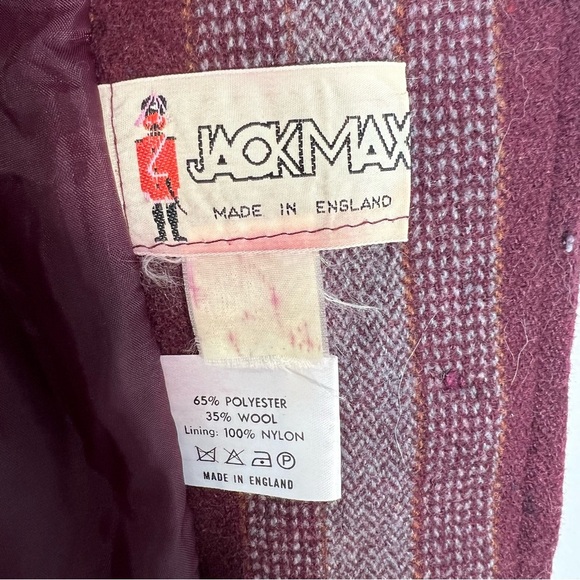 JACKMAX
MADE IN ENGLAND
65% POLYESTER
35% WOOL
Lining: 100% NYLON
P
MADE IN ENGLAND